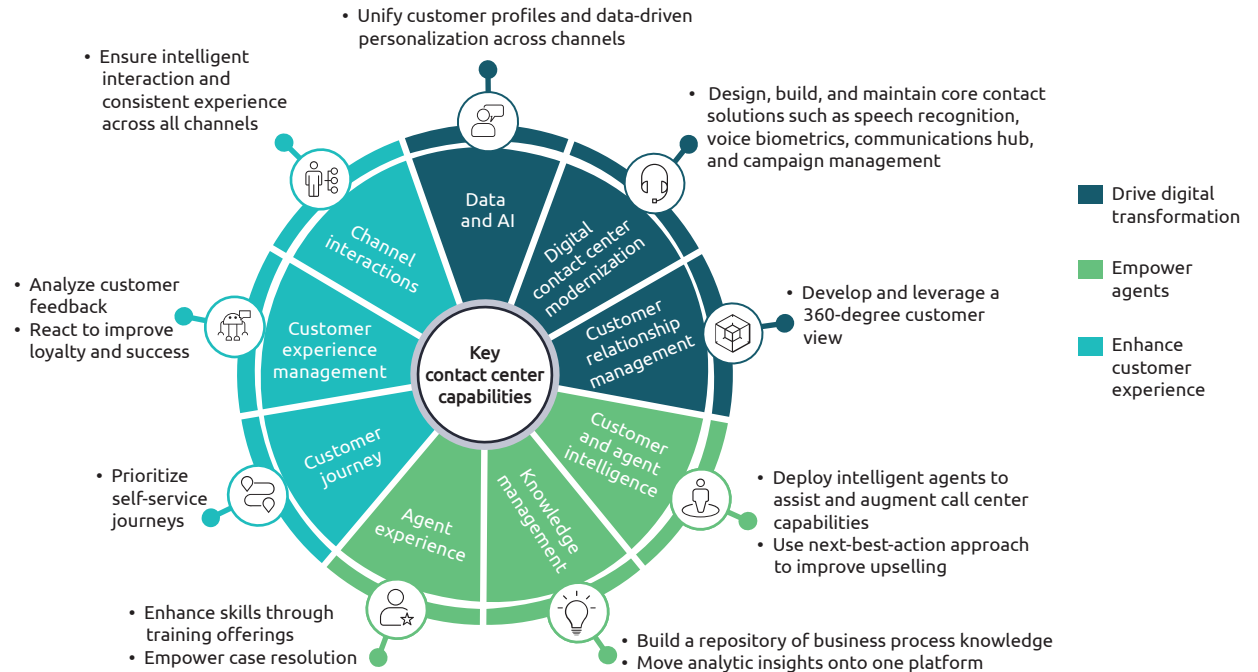 • Unify customer profiles and data-driven
personalization across channels
• Ensure intelligent
interaction and
consistent experience
across all channels
• Design, build, and maintain core contact
solutions such as speech recognition,
voice biometrics, communications hub,
and campaign management
Data
and AI
Digital
contact center
modernization
Channel
interactions
Drive digital
transformation
Empower
agents
Enhance
customer
experience
• Analyze customer
feedback
• React to improve
loyalty and success
Customer
experience
management
Key
contact center
capabilities
Customer
relationship
management
• Develop and leverage a
360-degree customer
view
• Prioritize
self-service
journeys
Customer
journey
Agent
experience
Knowledge
management
Customer
and agent
intelligence
• Deploy intelligent agents to
assist and augment call center
capabilities
• Use next-best-action approach
to improve upselling
• Enhance skills through
training offerings
• Empower case resolution
• Build a repository of business process knowledge
• Move analytic insights onto one platform